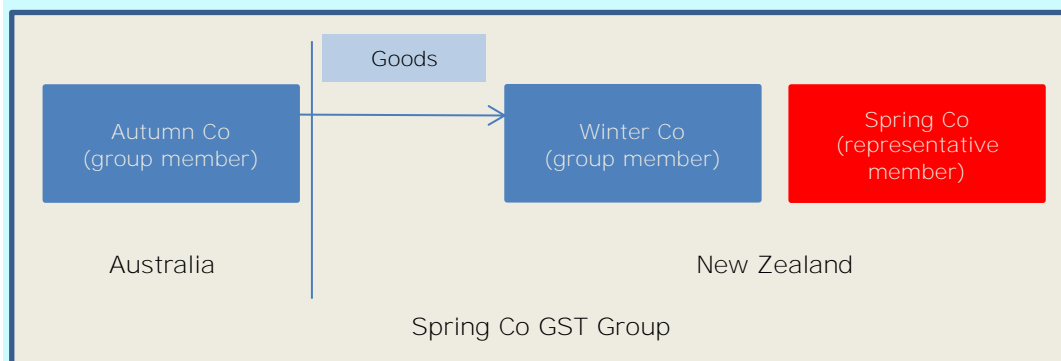 Goods
Autumn Co
(group member)
Winter Co
(group member)
Spring Co
(representative
member)
Australia
New Zealand
Spring Co GST Group